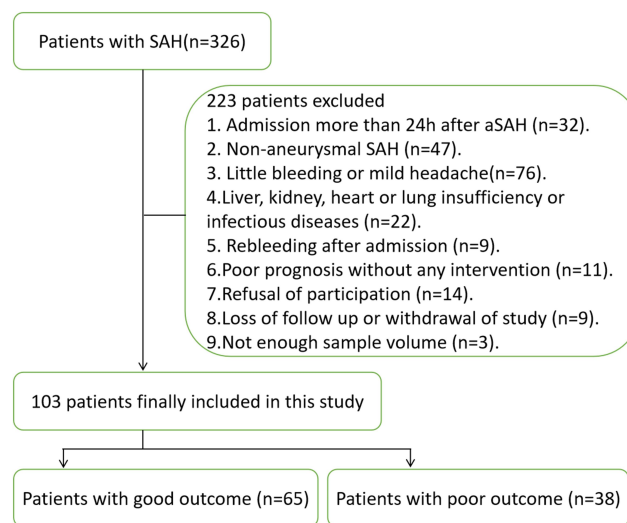 Patients with SAH(n=326)
223 patients excluded
1. Admission more than 24h after aSAH (n=32).
2. Non-aneurysmal SAH (n=47).
3. Little bleeding or mild headache(n=76).
4.Liver, kidney, heart or lung insufficiency or
infectious diseases (n=22).
5. Rebleeding after admission (n=9).
6.Poor prognosis without any intervention (n=11).
7.Refusal of participation (n=14).
8.Loss of follow up or withdrawal of study (n=9).
9.Not enough sample volume (n=3).
103 patients finally included in this study
Patients with good outcome (n=65)
Patients with poor outcome (n=38)